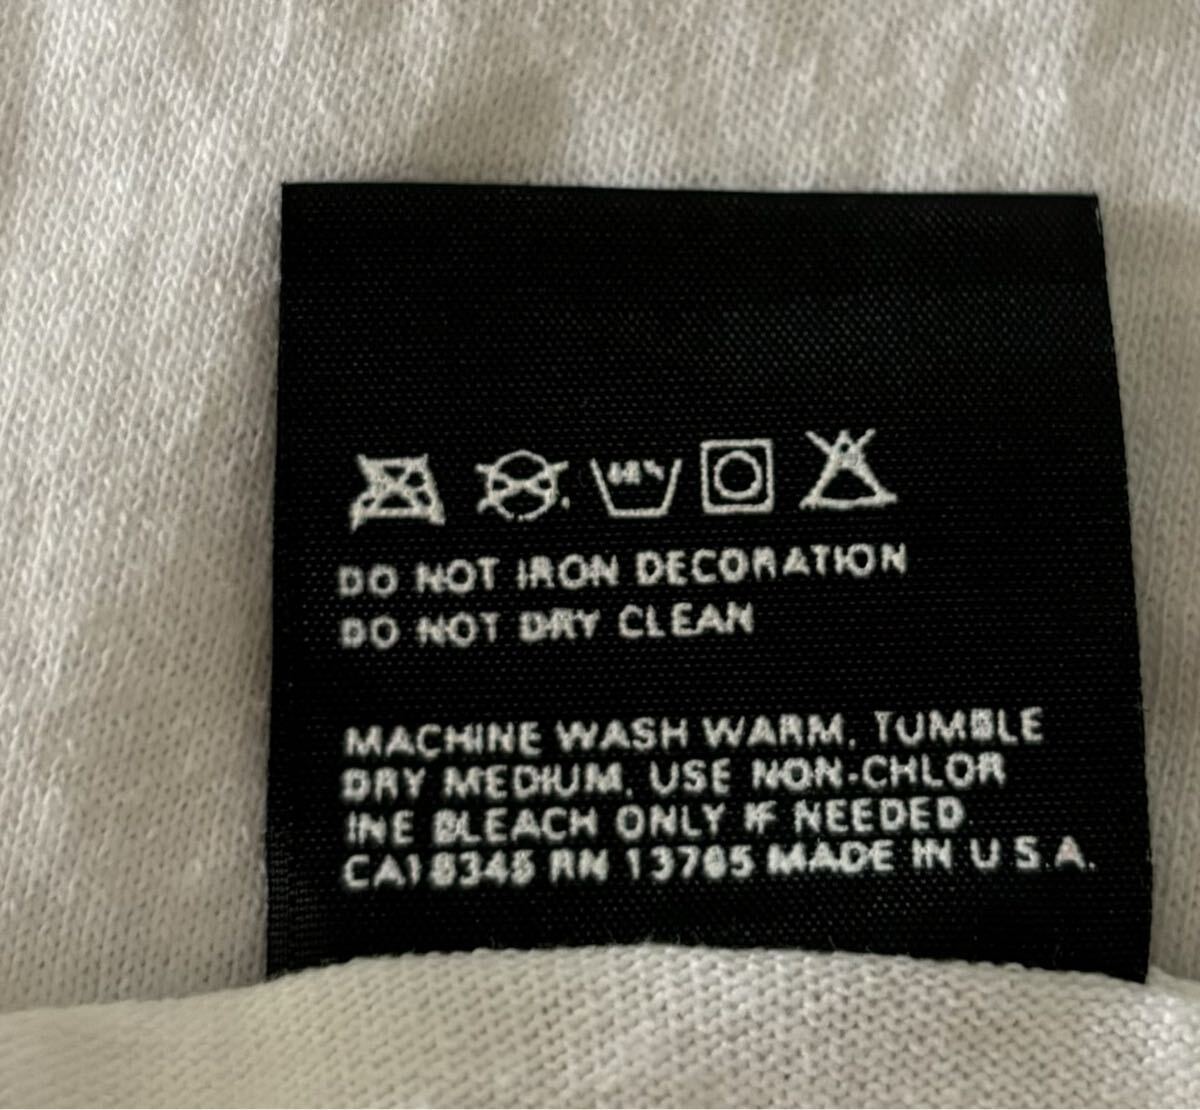 DO NOT IRON DECORATION
DO NOT DRY CLEAN
MACHINE WASH WARM. TUMBLE
DRY MEDIUM. USE NON-CHLOR
INE BLEACH ONLY IF NEEDED
CA18345 RN 13765 MADE IN U S.A.